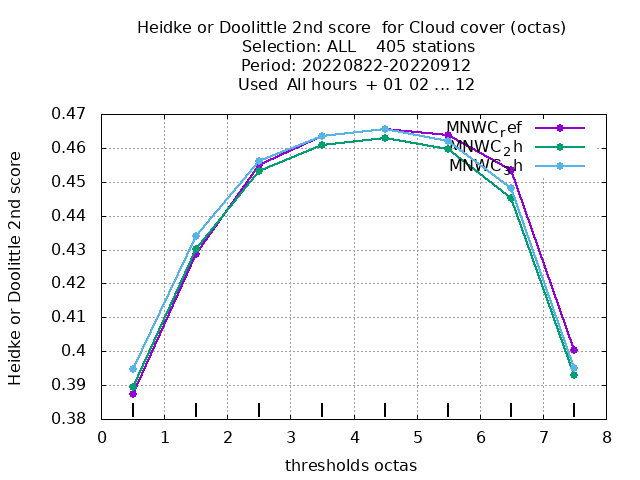 Heidke or Doolittle 2nd score  for Cloud cover (octas)
Selection: ALL    405 stations
Period: 20220822-20220912
Used  All hours  + 01 02 ... 12
Heidke or Doolittle 2nd score
0.47
0.46
0.45
0.44
0.43
0.42
0.41
0.4
0.39
0.38
MNWC_ref
MNWC_2h
MNWC_3h
0 1 2 3 4 5 6 7 8
thresholds octas